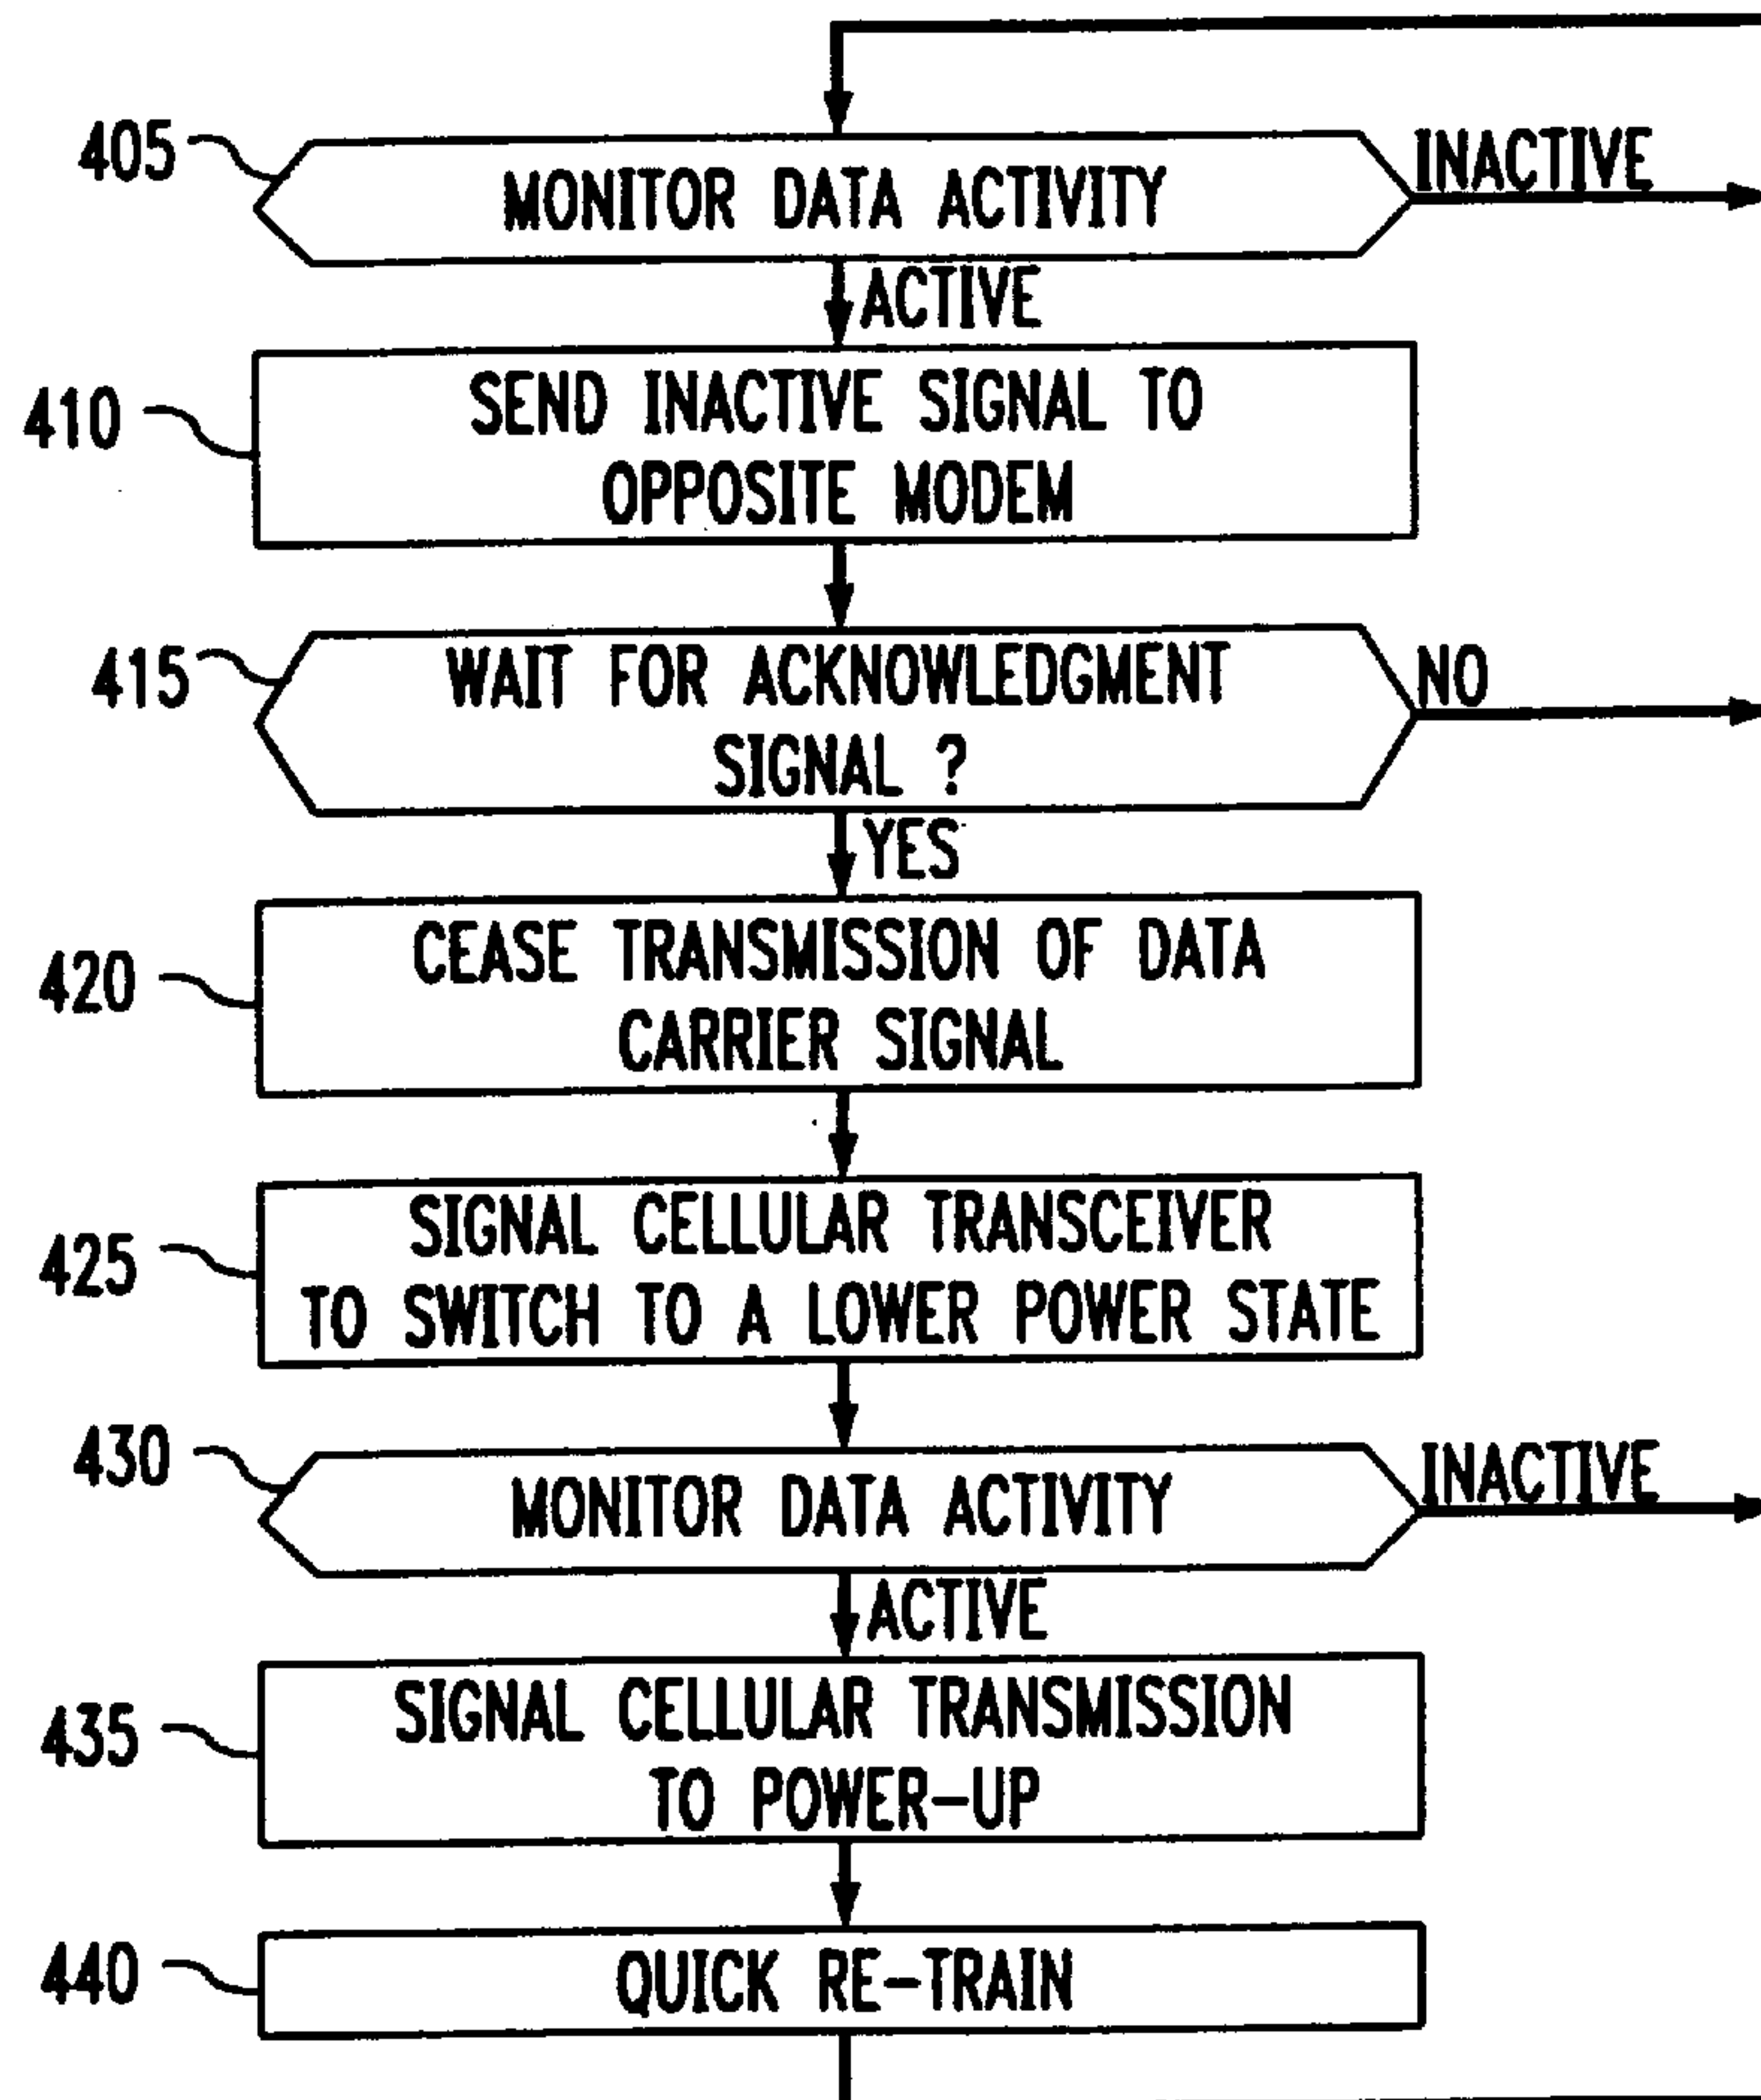 405
MONITOR DATA ACTIVITY
INACTIVE
ACTIVE
410
SEND INACTIVE SIGNAL TO
OPPOSITE MODEM
415
WAIT FOR ACKNOWLEDGMENT
SIGNAL ?
NO
YES
420
CEASE TRANSMISSION OF DATA
CARRIER SIGNAL
425
SIGNAL CELLULAR TRANSCEIVER
TO SWITCH TO A LOWER POWER STATE
430
MONITOR DATA ACTIVITY
INACTIVE
ACTIVE
435
SIGNAL CELLULAR TRANSMISSION
TO POWER-UP
440
QUICK RE-TRAIN